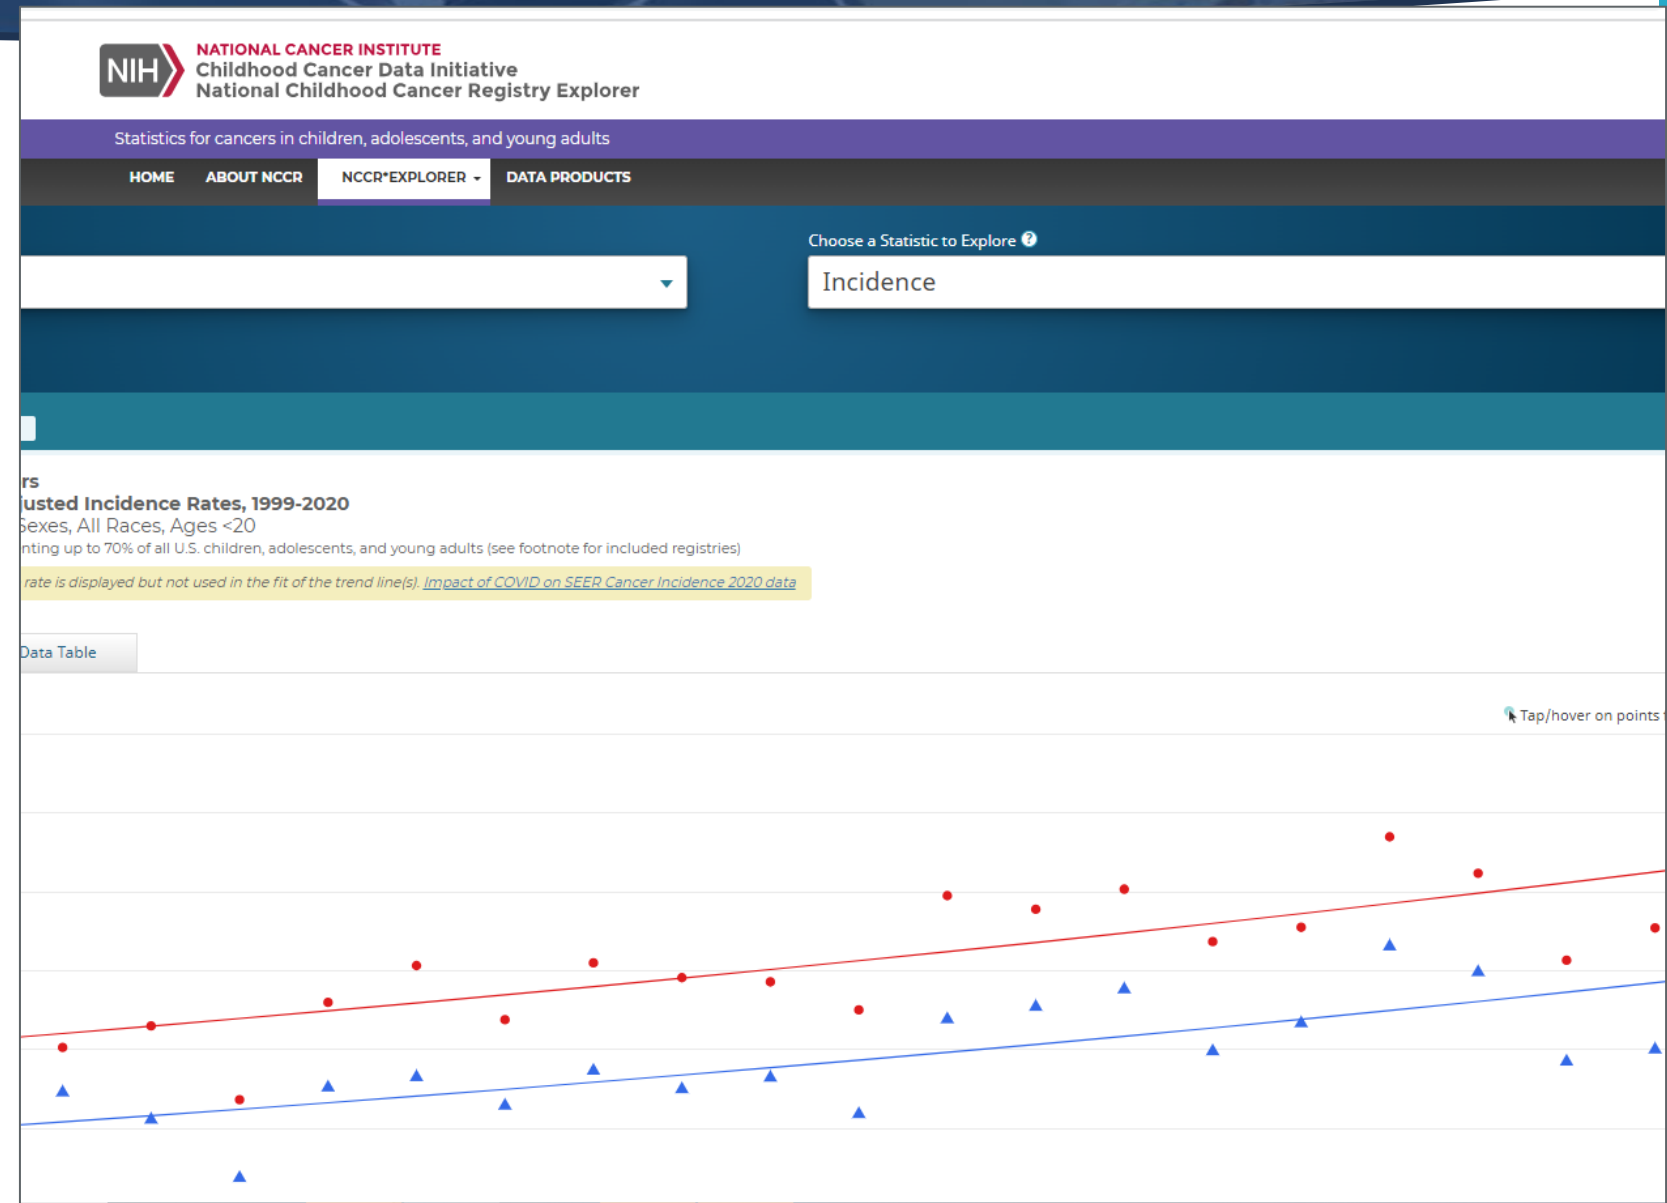 NIH
NATIONAL CANCER INSTITUTE
Childhood Cancer Data Initiative
National Childhood Cancer Registry Explorer
Statistics for cancers in children, adolescents, and young adults
HOME ABOUT NCCR NCCR*EXPLORER DATA PRODUCTS
Choose a Statistic to Explore ?
Incidence
rs
justed Incidence Rates, 1999-2020
Sexes, All Races, Ages <20
nting up to 70% of all U.S. children, adolescents, and young adults (see footnote for included registries)
rate is displayed but not used in the fit of the trend line(s). Impact of COVID on SEER Cancer Incidence 2020 data
Data Table
Tap/hover on points